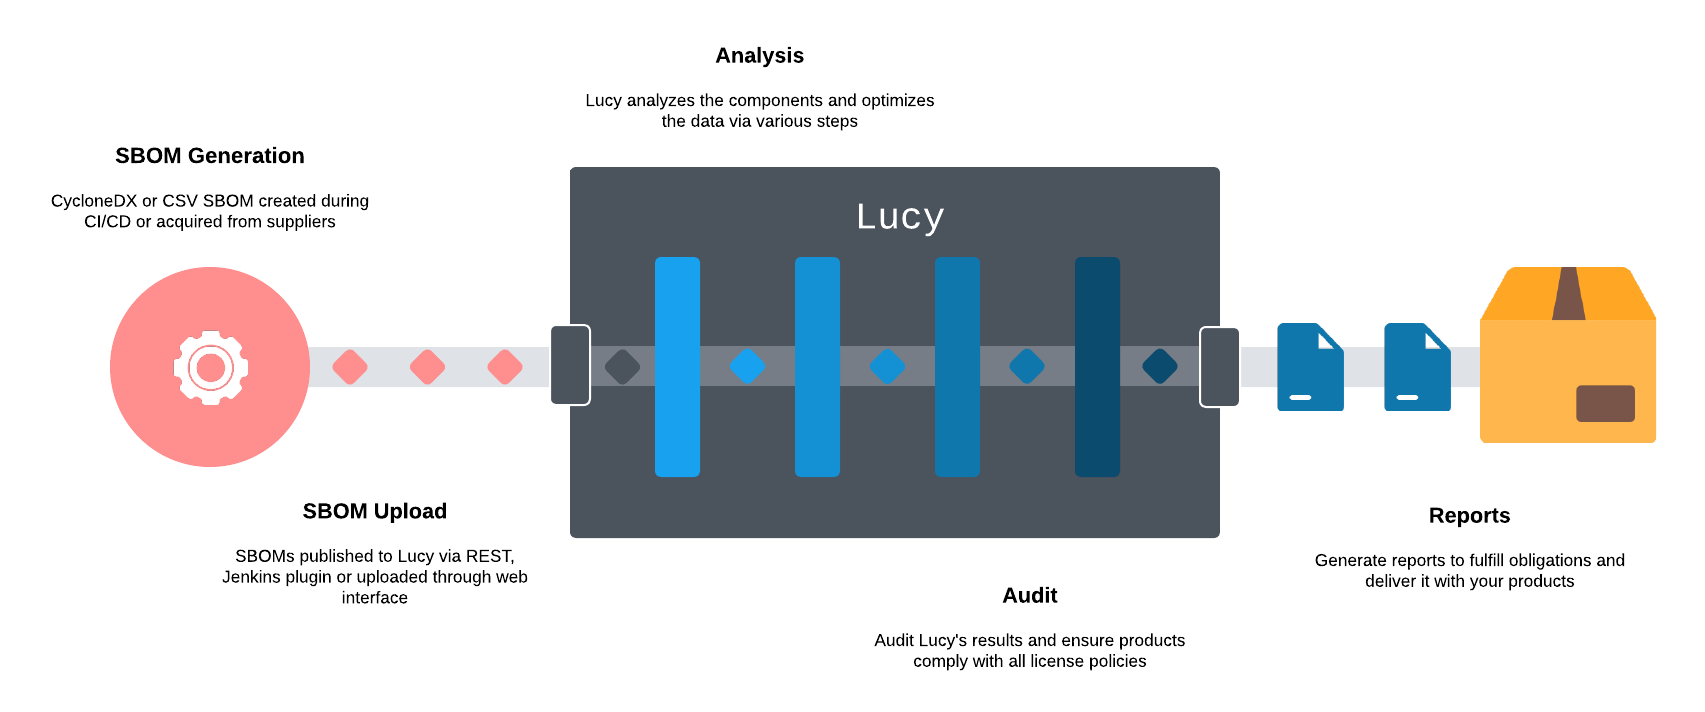 Analysis
Lucy analyzes the components and optimizes
the data via various steps
SBOM Generation
CycloneDX or CSV SBOM created during
CI/CD or acquired from suppliers
Lucy
SBOM Upload
SBOMs published to Lucy via REST,
Jenkins plugin or uploaded through web
interface
Reports
Generate reports to fulfill obligations and
deliver it with your products
Audit
Audit Lucy's results and ensure products
comply with all license policies